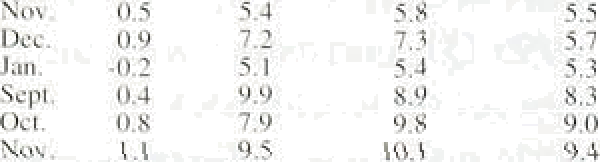 Nov. 0.5 5.4 5.8 5.5
Dec. 0.9 7.2 7.3 5.7
Jan. -0.2 5.1 5.4 5.3
Sept. 0.4 9.9 8.9 8.3
Oct. 0.8 7.9 9.8 9.0
Nov. 1.1 9.5 10.1 9.4